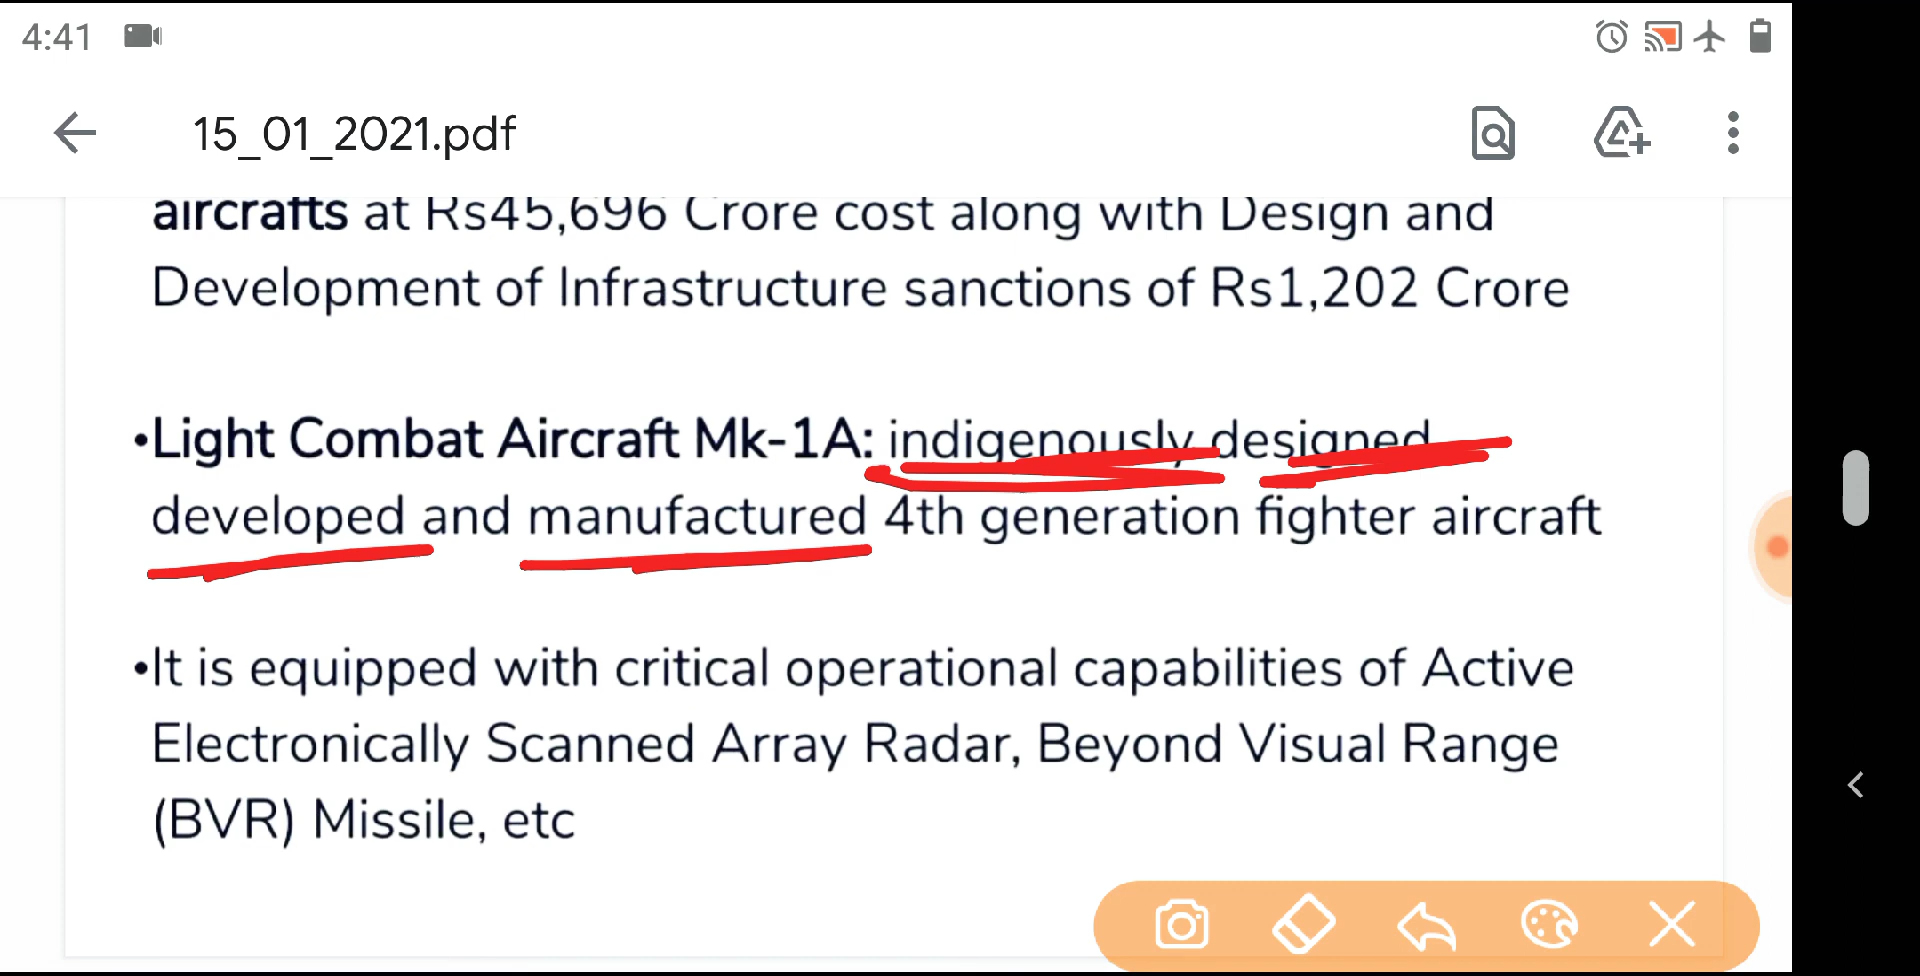 4:41
15_01_2021.pdf
aircrafts at Rs45,696 Crore cost along with Design and
Development of Infrastructure sanctions of Rs1,202 Crore
•Light Combat Aircraft Mk-1A: indigenously designed
developed and manufactured 4th generation fighter aircraft
•It is equipped with critical operational capabilities of Active
Electronically Scanned Array Radar, Beyond Visual Range
(BVR) Missile, etc